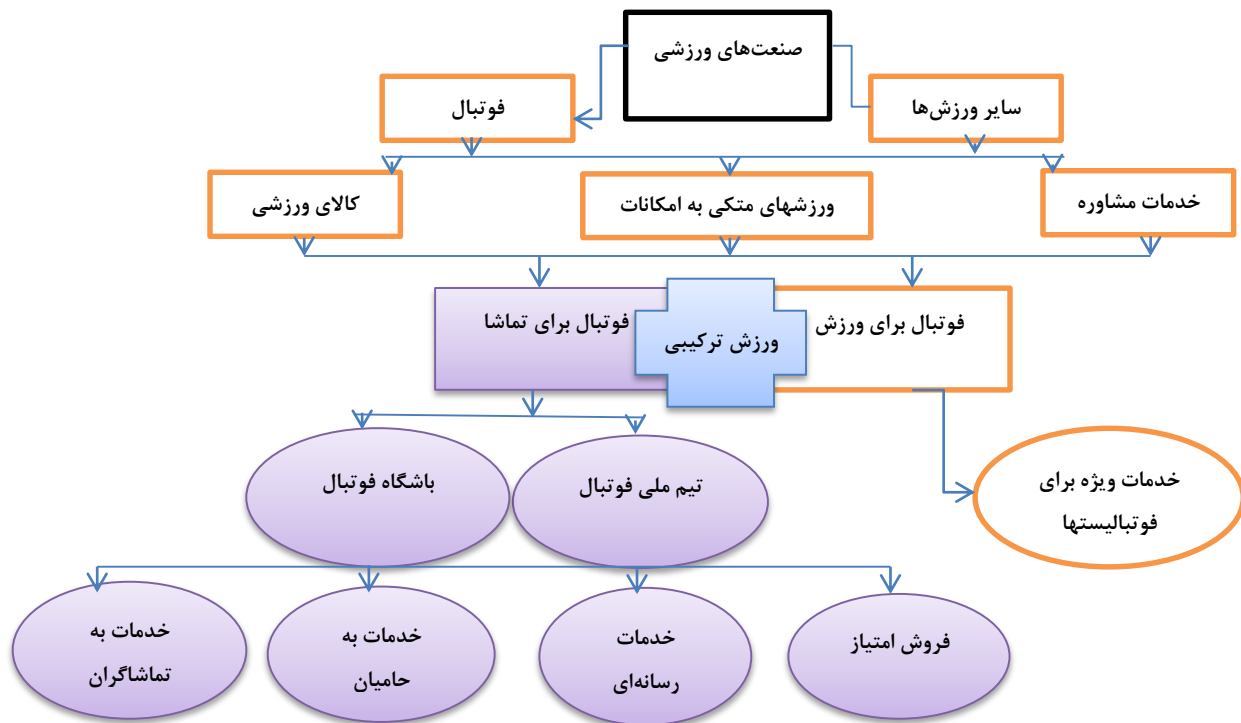 صنعت‌های ورزشی
سایر ورزش‌ها
فوتبال
خدمات مشاوره
ورزشهای متکی به امکانات
کالای ورزشی
فوتبال برای ورزش
ورزش ترکیبی
فوتبال برای تماشا
خدمات ویژه برای
فوتبالیستها
تیم ملی فوتبال
باشگاه فوتبال
فروش امتیاز
خدمات
رسانه‌ای
خدمات به
حامیان
خدمات به
تماشاگران